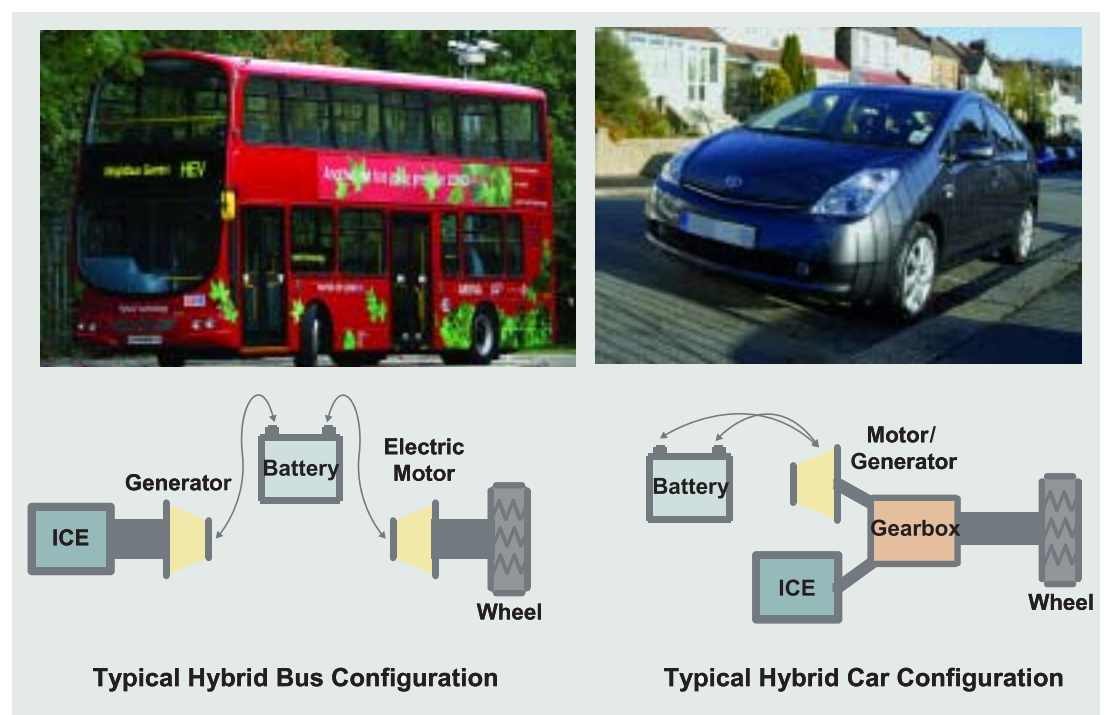 HEV
Generator
Battery
Electric
Motor
ICE
Wheel
Typical Hybrid Bus Configuration
Motor/
Generator
Battery
Gearbox
ICE
Wheel
Typical Hybrid Car Configuration